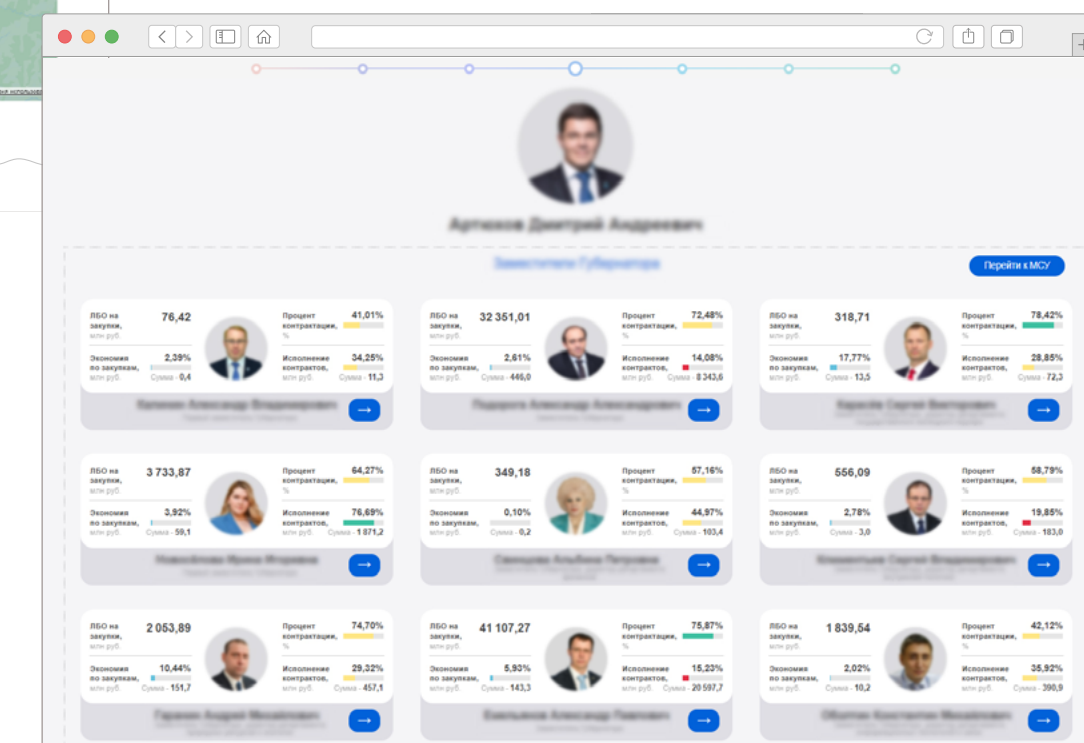 Артюхов Дмитрий Андреевич
Заместители Губернатора
Перейти к МСУ
ЛБО на закупки, млн руб.
76,42
Процент контрактации, %
41,01%
Экономия по закупкам, млн руб.
2,39%
Сумма - 0,4
Исполнение контрактов, млн руб.
34,25%
Сумма - 11,3
ЛБО на закупки, млн руб.
32 351,01
Процент контрактации, %
72,48%
Экономия по закупкам, млн руб.
2,61%
Сумма - 446,0
Исполнение контрактов, млн руб.
14,08%
Сумма - 8 343,6
ЛБО на закупки, млн руб.
318,71
Процент контрактации, %
78,42%
Экономия по закупкам, млн руб.
17,77%
Сумма - 13,5
Исполнение контрактов, млн руб.
28,85%
Сумма - 72,3
ЛБО на закупки, млн руб.
3 733,87
Процент контрактации, %
64,27%
Экономия по закупкам, млн руб.
3,92%
Сумма - 59,1
Исполнение контрактов, млн руб.
76,69%
Сумма - 1 871,2
ЛБО на закупки, млн руб.
349,18
Процент контрактации, %
57,16%
Экономия по закупкам, млн руб.
0,10%
Сумма - 0,2
Исполнение контрактов, млн руб.
44,97%
Сумма - 103,4
ЛБО на закупки, млн руб.
556,09
Процент контрактации, %
58,79%
Экономия по закупкам, млн руб.
2,78%
Сумма - 3,0
Исполнение контрактов, млн руб.
19,85%
Сумма - 183,0
ЛБО на закупки, млн руб.
2 053,89
Процент контрактации, %
74,70%
Экономия по закупкам, млн руб.
10,44%
Сумма - 151,7
Исполнение контрактов, млн руб.
29,32%
Сумма - 457,1
ЛБО на закупки, млн руб.
41 107,27
Процент контрактации, %
75,87%
Экономия по закупкам, млн руб.
5,93%
Сумма - 143,3
Исполнение контрактов, млн руб.
15,23%
Сумма - 20 597,7
ЛБО на закупки, млн руб.
1 839,54
Процент контрактации, %
42,12%
Экономия по закупкам, млн руб.
2,02%
Сумма - 10,2
Исполнение контрактов, млн руб.
35,92%
Сумма - 390,9